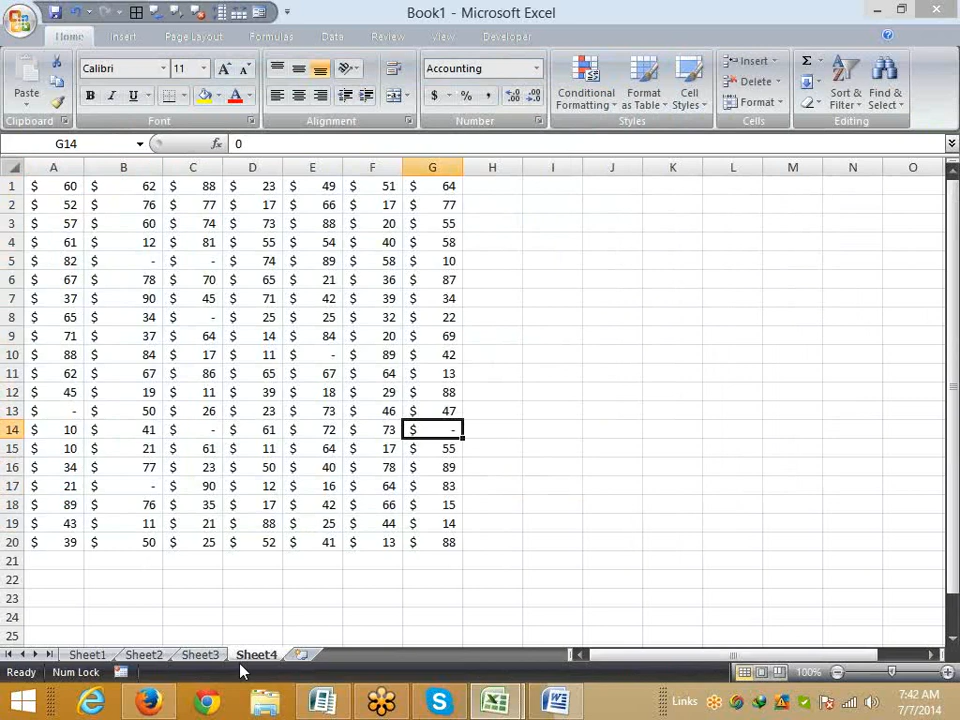 Book1 - Microsoft Excel
Home Insert Page Layout Formulas Data Review View Developer
Calibri 11 Accounting Insert Σ
Paste Conditional Formatting Format as Table Cell Styles Delete Sort & Filter Find & Select
B I U $ % , Format
Clipboard Font Alignment Number Styles Cells Editing
G14 fx 0
A B C D E F G H I J K L M N O
1 $ 60 $ 62 $ 88 $ 23 $ 49 $ 51 $ 64
2 $ 52 $ 76 $ 77 $ 17 $ 66 $ 17 $ 77
3 $ 57 $ 60 $ 74 $ 73 $ 88 $ 20 $ 55
4 $ 61 $ 12 $ 81 $ 55 $ 54 $ 40 $ 58
5 $ 82 $ - $ - $ 74 $ 89 $ 58 $ 10
6 $ 67 $ 78 $ 70 $ 65 $ 21 $ 36 $ 87
7 $ 37 $ 90 $ 45 $ 71 $ 42 $ 39 $ 34
8 $ 65 $ 34 $ - $ 25 $ 25 $ 32 $ 22
9 $ 71 $ 37 $ 64 $ 14 $ 84 $ 20 $ 69
10 $ 88 $ 84 $ 17 $ 11 $ - $ 89 $ 42
11 $ 62 $ 67 $ 86 $ 65 $ 67 $ 64 $ 13
12 $ 45 $ 19 $ 11 $ 39 $ 18 $ 29 $ 88
13 $ - $ 50 $ 26 $ 23 $ 73 $ 46 $ 47
14 $ 10 $ 41 $ - $ 61 $ 72 $ 73 $ -
15 $ 10 $ 21 $ 61 $ 11 $ 64 $ 17 $ 55
16 $ 34 $ 77 $ 23 $ 50 $ 40 $ 78 $ 89
17 $ 21 $ - $ 90 $ 12 $ 16 $ 64 $ 83
18 $ 89 $ 76 $ 35 $ 17 $ 42 $ 66 $ 15
19 $ 43 $ 11 $ 21 $ 88 $ 25 $ 44 $ 14
20 $ 39 $ 50 $ 25 $ 52 $ 41 $ 13 $ 88
21
22
23
24
25
Sheet1 Sheet2 Sheet3 Sheet4
Ready Num Lock 100%
Links 7:42 AM
7/7/2014